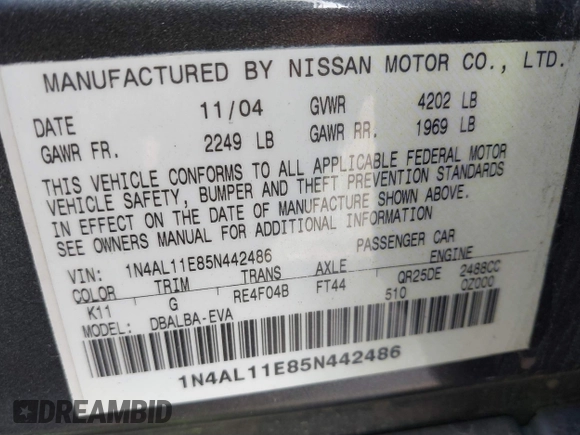 MANUFACTURED BY NISSAN MOTOR CO., LTD.
DATE 11/04 GVWR 4202 LB
GAWR FR. 2249 LB GAWR RR. 1969 LB
THIS VEHICLE CONFORMS TO ALL APPLICABLE FEDERAL MOTOR
VEHICLE SAFETY, BUMPER AND THEFT PREVENTION STANDARDS
IN EFFECT ON THE DATE OF MANUFACTURE SHOWN ABOVE.
SEE OWNERS MANUAL FOR ADDITIONAL INFORMATION
VIN: 1N4AL11E85N442486 PASSENGER CAR
COLOR TRIM TRANS AXLE ENGINE
K11 G RE4F04B FT44 QR25DE 2488CC
MODEL: DBALBA-EVA 510 0Z000
1N4AL11E85N442486
DREAMBID